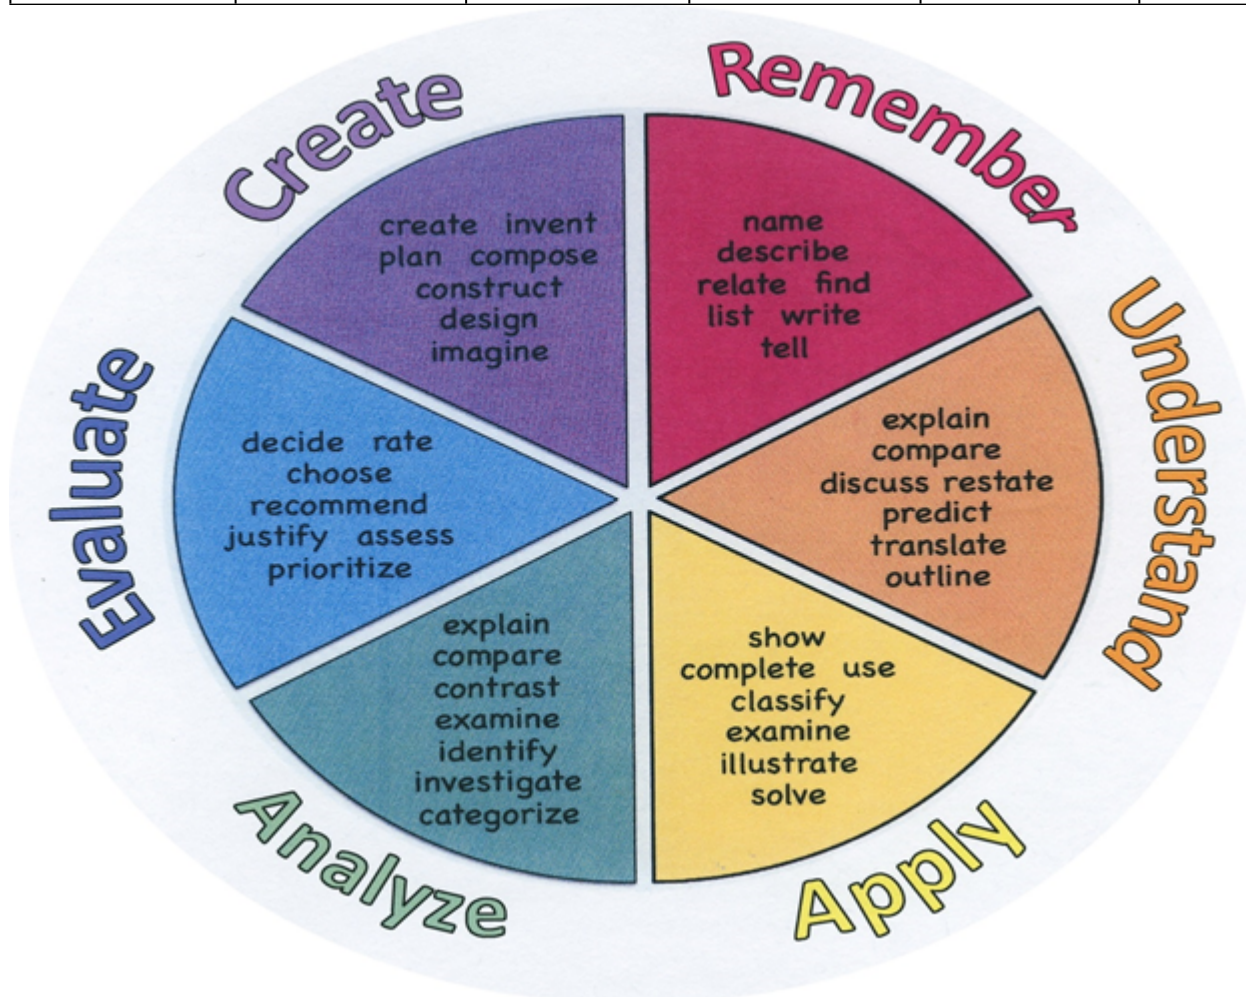 Remember
name
describe
relate find
list write
tell
Understand
explain
compare
discuss restate
predict
translate
outline
Apply
show
complete use
classify
examine
illustrate
solve
Analyze
explain
compare
contrast
examine
identify
investigate
categorize
Evaluate
decide rate
choose
recommend
justify assess
prioritize
Create
create invent
plan compose
construct
design
imagine